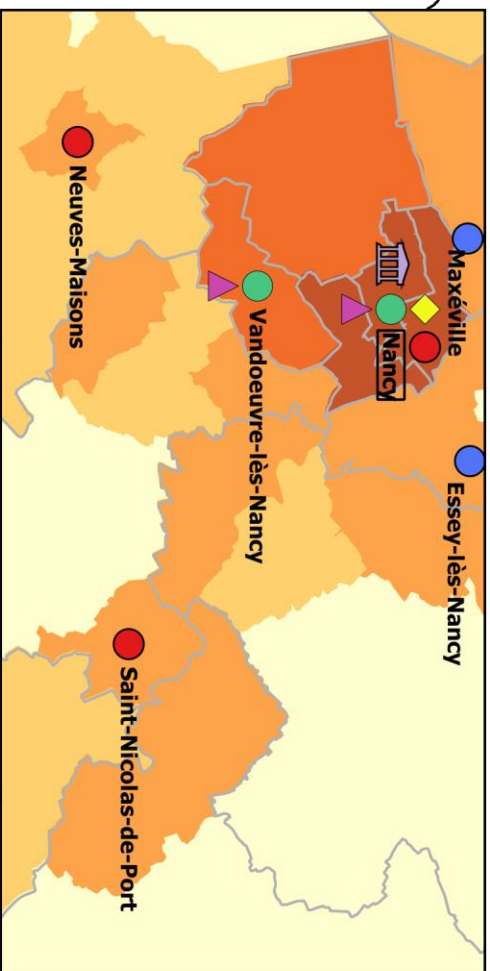 Maxéville
Essey-lès-Nancy
Nancy
Vandoeuvre-lès-Nancy
Saint-Nicolas-de-Port
Neuves-Maisons